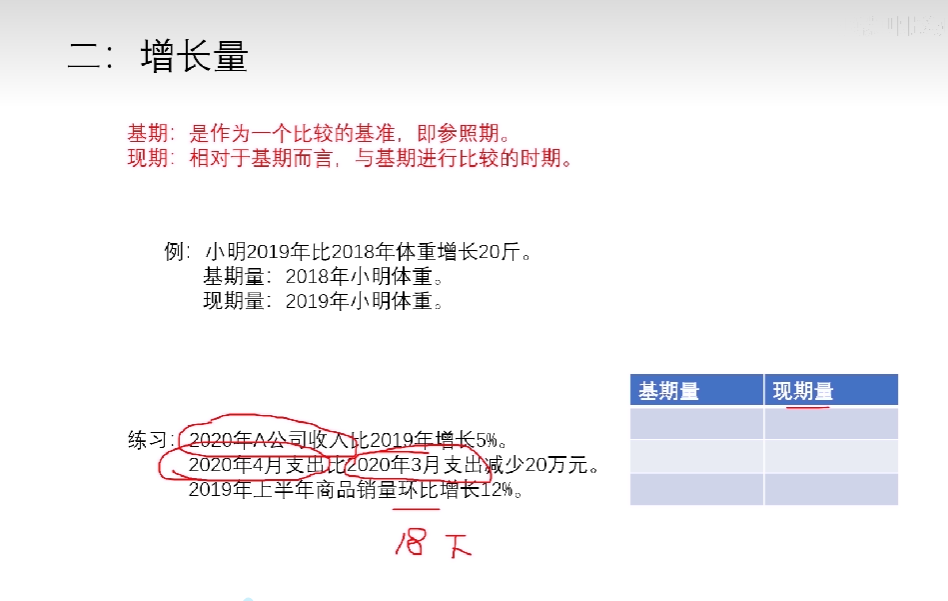 二：增长量
基期：是作为一个比较的基准，即参照期。
现期：相对于基期而言，与基期进行比较的时期。
例：小明2019年比2018年体重增长20斤。
基期量：2018年小明体重。
现期量：2019年小明体重。
基期量 现期量
练习：2020年A公司收入比2019年增长5%。
2020年4月支出比2020年3月支出减少20万元。
2019年上半年商品销量环比增长12%。
18下